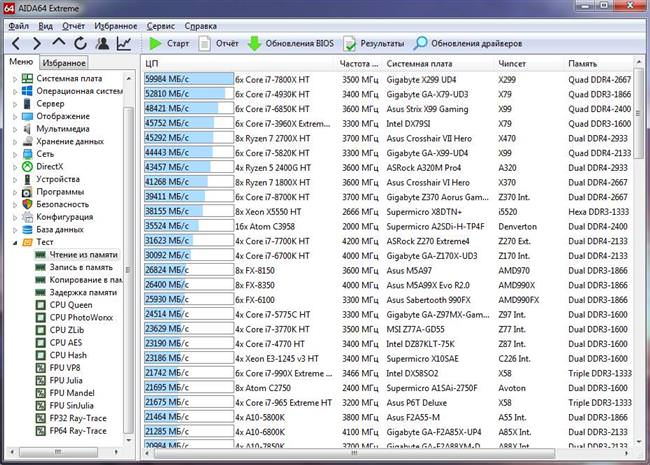 64 AIDA64 Extreme
Файл Вид Отчёт Избранное Сервис Справка
Старт Отчёт Обновления BIOS Результаты Обновления драйверов
Меню Избранное
Системная плата
Операционная систем
Сервер
Отображение
Мультимедиа
Хранение данных
Сеть
DirectX
Устройства
Программы
Безопасность
Конфигурация
База данных
Тест
Чтение из памяти
Запись в память
Копирование в пам
Задержка памяти
CPU Queen
CPU PhotoWorxx
CPU ZLib
CPU AES
CPU Hash
FPU VP8
FPU Julia
FPU Mandel
FPU SinJulia
FP32 Ray-Trace
FP64 Ray-Trace
ЦП Частота ... Системная плата Чипсет Память
59984 МБ/с 6x Core i7-7800X HT 3500 МГц Gigabyte X299 UD4 X299 Quad DDR4-2667
52810 МБ/с 6x Core i7-4930K HT 3400 МГц Gigabyte GA-X79-UD3 X79 Quad DDR3-1866
48421 МБ/с 6x Core i7-6850K HT 3600 МГц Asus Strix X99 Gaming X99 Quad DDR4-2400
45752 МБ/с 6x Core i7-3960X Extreme... 3300 МГц Intel DX79SI X79 Quad DDR3-1600
45292 МБ/с 8x Ryzen 7 2700X HT 3700 МГц Asus Crosshair VII Hero X470 Dual DDR4-2933
44443 МБ/с 6x Core i7-5820K HT 3300 МГц Gigabyte GA-X99-UD4 X99 Quad DDR4-2133
43457 МБ/с 4x Ryzen 5 2400G HT 3600 МГц ASRock A320M Pro4 A320 Dual DDR4-2933
41268 МБ/с 8x Ryzen 7 1800X HT 3600 МГц Asus Crosshair VI Hero X370 Dual DDR4-2667
39411 МБ/с 6x Core i7-8700K HT 3700 МГц Gigabyte Z370 Aorus Gam... Z370 Int. Dual DDR4-2667
38155 МБ/с 8x Xeon X5550 HT 2666 МГц Supermicro X8DTN+ i5520 Hexa DDR3-1333
35524 МБ/с 16x Atom C3958 2000 МГц Supermicro A2SDi-H-TP4F Denverton Dual DDR4-2400
31623 МБ/с 4x Core i7-7700K HT 4200 МГц ASRock Z270 Extreme4 Z270 Ext. Dual DDR4-2133
30092 МБ/с 4x Core i7-6700K HT 4000 МГц Gigabyte GA-Z170X-UD3 Z170 Int. Dual DDR4-2133
26824 МБ/с 8x FX-8150 3600 МГц Asus M5A97 AMD970 Dual DDR3-1866
26400 МБ/с 8x FX-8350 4000 МГц Asus M5A99X Evo R2.0 AMD990X Dual DDR3-1866
25930 МБ/с 6x FX-6100 3300 МГц Asus Sabertooth 990FX AMD990FX Dual DDR3-1866
24514 МБ/с 4x Core i7-5775C HT 3300 МГц Gigabyte GA-Z97MX-Gam... Z97 Int. Dual DDR3-1600
23629 МБ/с 4x Core i7-3770K HT 3500 МГц MSI Z77A-GD55 Z77 Int. Dual DDR3-1600
23510 МБ/с 4x Core i7-4770 HT 3400 МГц Intel DZ87KLT-75K Z87 Int. Dual DDR3-1600
23186 МБ/с 4x Xeon E3-1245 v3 HT 3400 МГц Supermicro X10SAE C226 Int. Dual DDR3-1600
21742 МБ/с 6x Core i7-990X Extreme ... 3466 МГц Intel DX58SO2 X58 Triple DDR3-1333
21695 МБ/с 8x Atom C2750 2400 МГц Supermicro A1SAi-2750F Avoton Dual DDR3-1600
21675 МБ/с 4x Core i7-965 Extreme HT 3200 МГц Asus P6T Deluxe X58 Triple DDR3-1333
21464 МБ/с 4x A10-5800K 3800 МГц Asus F2A55-M A55 Int. Dual DDR3-1866
21285 МБ/с 4x A10-6800K 4100 МГц Gigabyte GA-F2A85X-UP4 A85X Int. Dual DDR3-1866
20984 МБ/с 4x A10-7850K 3700 МГц Gigabyte GA-F2A88XM-D... A88X Int. Dual DDR3-2133